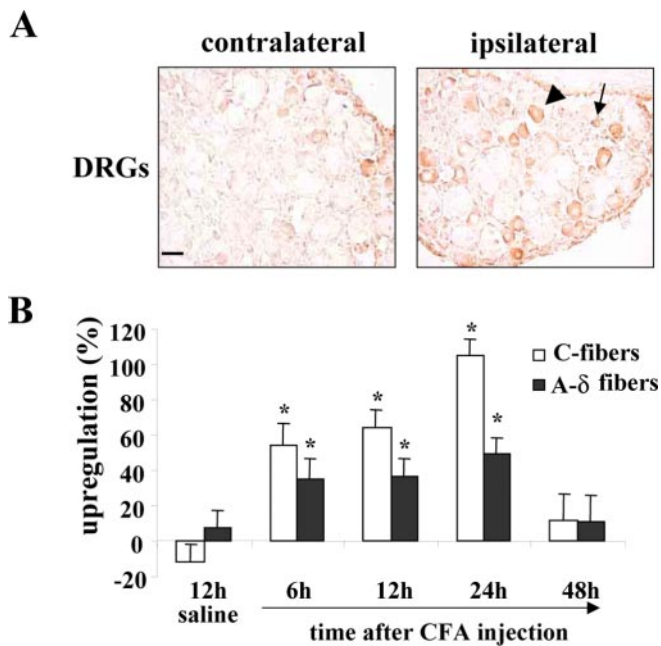 A
contralateral ipsilateral
DRGs
B
upregulation (%)
120
100
80
60
40
20
0
-20
* * * * * *
C-fibers
A-δ fibers
12h 6h 12h 24h 48h
saline
time after CFA injection